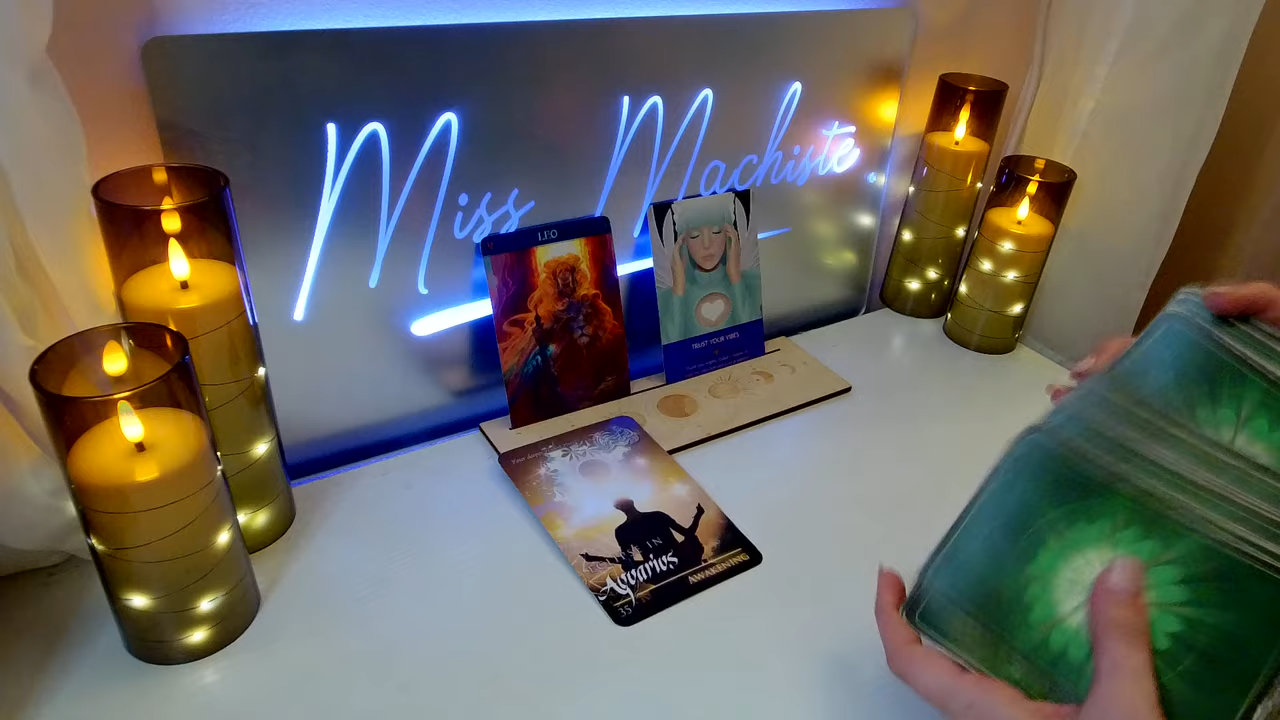 Miss Machiste.
LEO
TRUST YOUR VIBES
Aquarius
AWAKENING
35